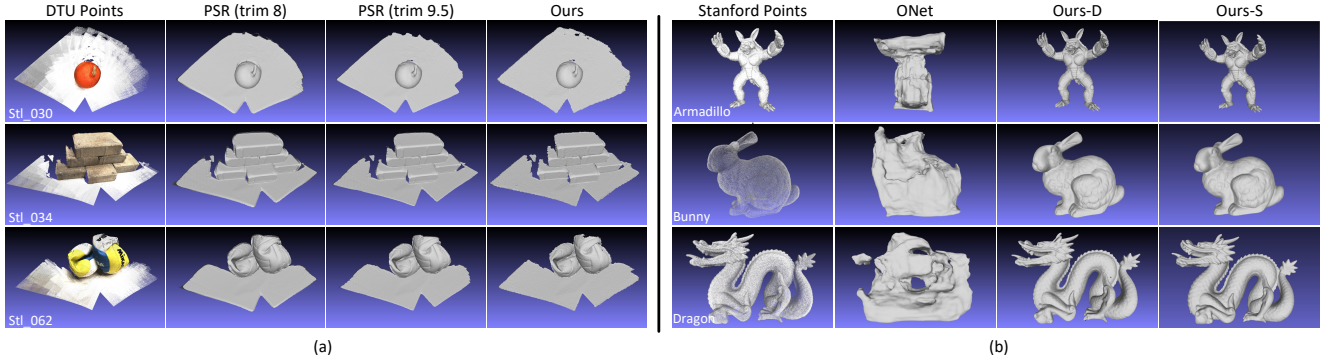 DTU Points PSR (trim 8) PSR (trim 9.5) Ours Stanford Points ONet Ours-D Ours-S
Stl_030 Armadillo
Stl_034 Bunny
Stl_062 Dragon
(a) (b)